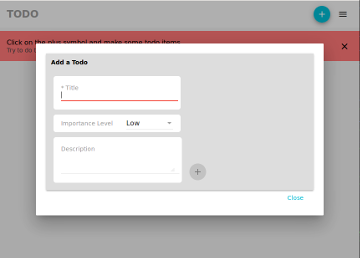 TODO
Click on the plus symbol and make some todo items
Try to do
Add a Todo
* Title
Importance Level Low
Description
Close